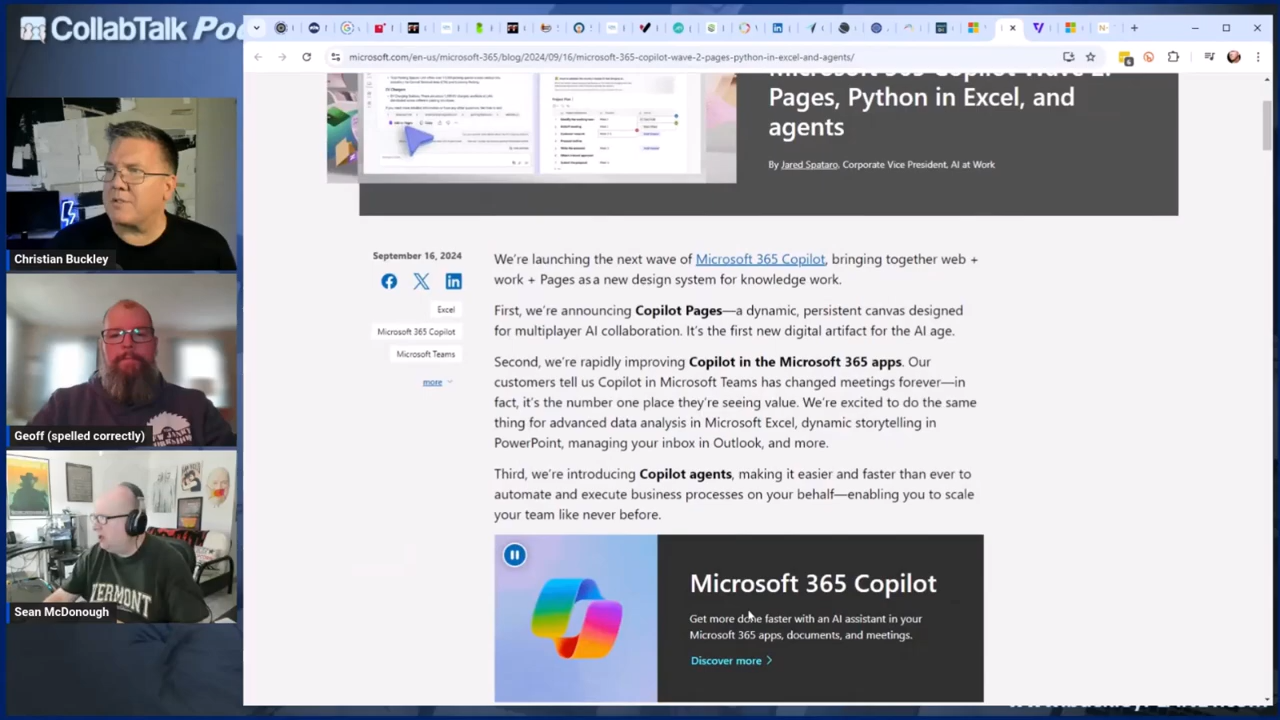 CollabTalk Po
microsoft.com/en-us/microsoft-365/blog/2024/09/16/microsoft-365-copilot-wave-2-pages-python-in-excel-and-agents/
Pages, Python in Excel, and
agents
By Jared Spataro, Corporate Vice President, AI at Work
Christian Buckley
Geoff (spelled correctly)
VERMONT
Sean McDonough
September 16, 2024
Excel
Microsoft 365 Copilot
Microsoft Teams
more
We're launching the next wave of Microsoft 365 Copilot, bringing together web +
work + Pages as a new design system for knowledge work.
First, we're announcing Copilot Pages—a dynamic, persistent canvas designed
for multiplayer AI collaboration. It's the first new digital artifact for the AI age.
Second, we're rapidly improving Copilot in the Microsoft 365 apps. Our
customers tell us Copilot in Microsoft Teams has changed meetings forever—in
fact, it's the number one place they're seeing value. We're excited to do the same
thing for advanced data analysis in Microsoft Excel, dynamic storytelling in
PowerPoint, managing your inbox in Outlook, and more.
Third, we're introducing Copilot agents, making it easier and faster than ever to
automate and execute business processes on your behalf—enabling you to scale
your team like never before.
Microsoft 365 Copilot
Get more done faster with an AI assistant in your
Microsoft 365 apps, documents, and meetings.
Discover more